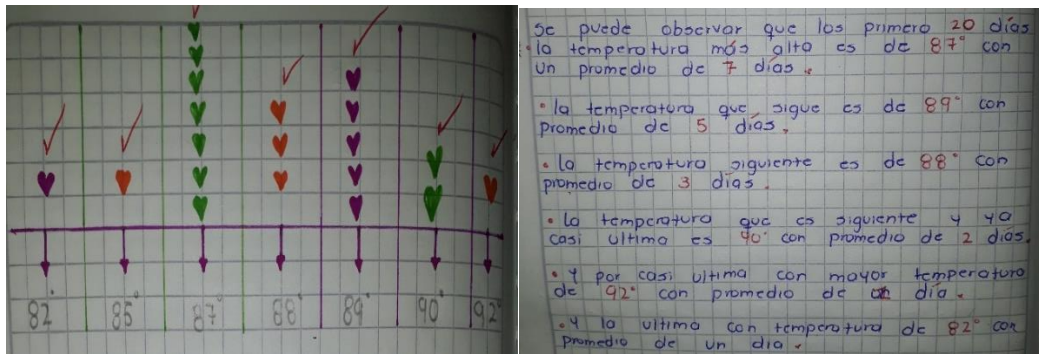 82°
85°
87°
88°
89°
90°
92°
se puede observar que los primero 20 días
la temperatura más alta es de 87° con
un promedio de 7 días.
• la temperatura que sigue es de 89° con
promedio de 5 días.
• la temperatura siguiente es de 88° con
promedio de 3 días.
• La temperatura que es siguiente y ya
casi ultima es 90° con promedio de 2 días.
• Y por casi ultima con mayor temperatura
de 92° con promedio de día.
• Y la ultima con temperatura de 82° con
promedio de un dia.